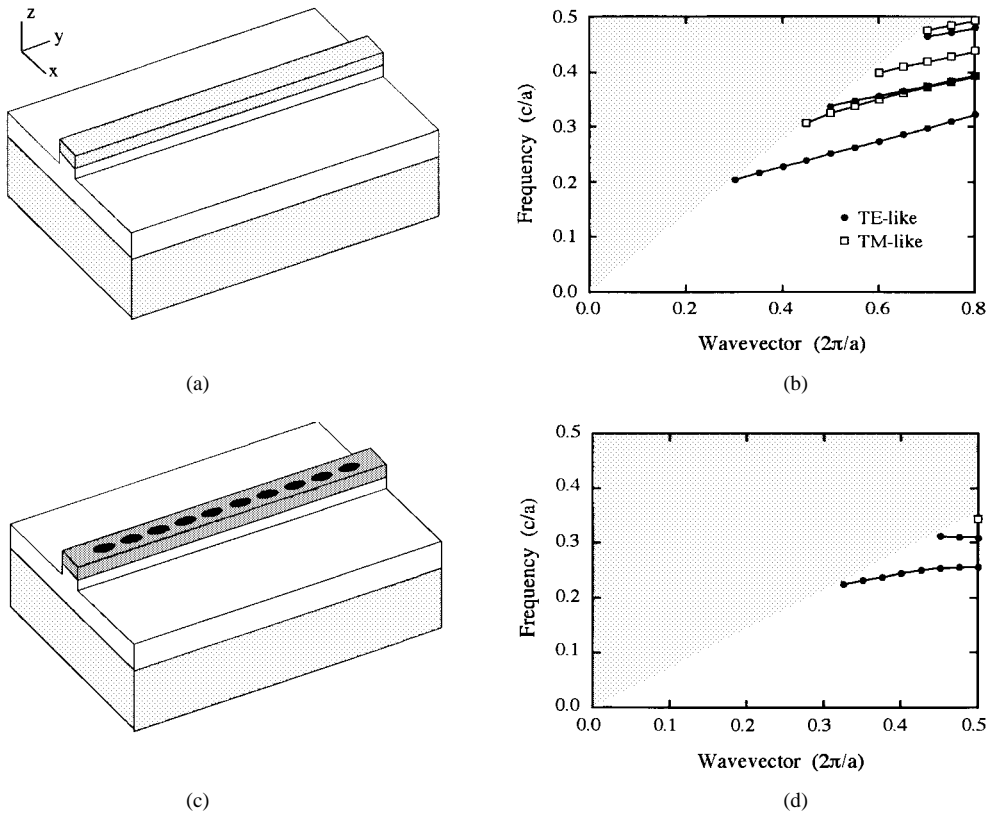 z
y
x
(a)
Frequency (c/a)
0.5
0.4
0.3
0.2
0.1
0.0
TE-like
TM-like
0.0 0.2 0.4 0.6 0.8
Wavevector (2π/a)
(b)
(c)
Frequency (c/a)
0.5
0.4
0.3
0.2
0.1
0.0
0.0 0.1 0.2 0.3 0.4 0.5
Wavevector (2π/a)
(d)